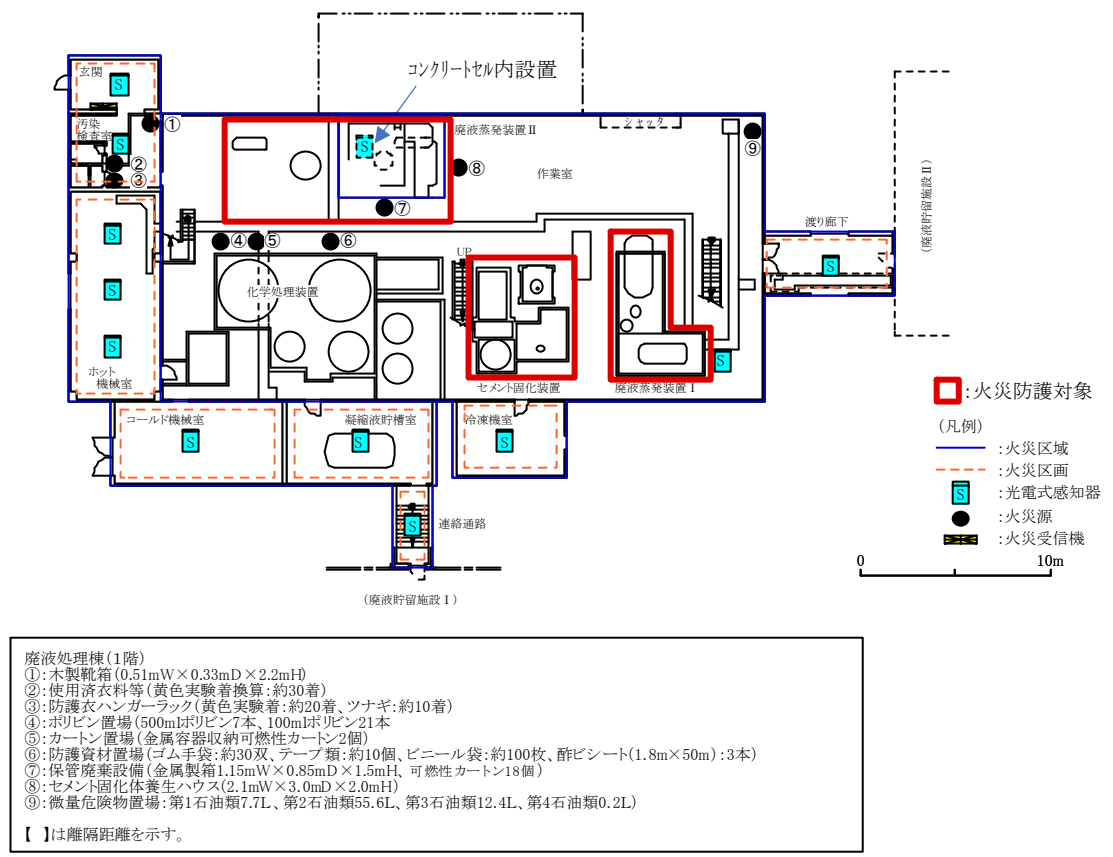 コンクリートセル内設置
玄関
S
汚染
検査室
S
①
②
③
廃液蒸発装置Ⅱ
S
シャッタ
⑨
⑧
作業室
⑦
(廃液貯留施設Ⅱ)
渡り廊下
S
S
④
⑤
⑥
UP
化学処理装置
S
S
ホット
機械室
セメント固化装置
廃液蒸発装置Ⅰ
S
コールド機械室
S
凝縮液貯槽室
S
冷凍機室
S
S
連絡通路
(廃液貯留施設Ⅰ)
:火災防護対象
(凡例)
:火災区域
:火災区画
S
:光電式感知器
:火災源
:火災受信機
0
10m
廃液処理棟(1階)
①:木製靴箱(0.51mW×0.33mD×2.2mH)
②:使用済衣料等(黄色実験着換算:約30着)
③:防護衣ハンガーラック(黄色実験着:約20着、ツナギ:約10着)
④:ポリビン置場(500mlポリビン7本、100mlポリビン21本
⑤:カートン置場(金属容器収納可燃性カートン2個)
⑥:防護資材置場(ゴム手袋:約30双、テープ類:約10個、ビニール袋:約100枚、酢ビシート(1.8m×50m):3本)
⑦:保管廃棄設備(金属製箱1.15mW×0.85mD×1.5mH、可燃性カートン18個)
⑧:セメント固化体養生ハウス(2.1mW×3.0mD×2.0mH)
⑨:微量危険物置場:第1石油類7.7L、第2石油類55.6L、第3石油類12.4L、第4石油類0.2L)
【 】は離隔距離を示す。